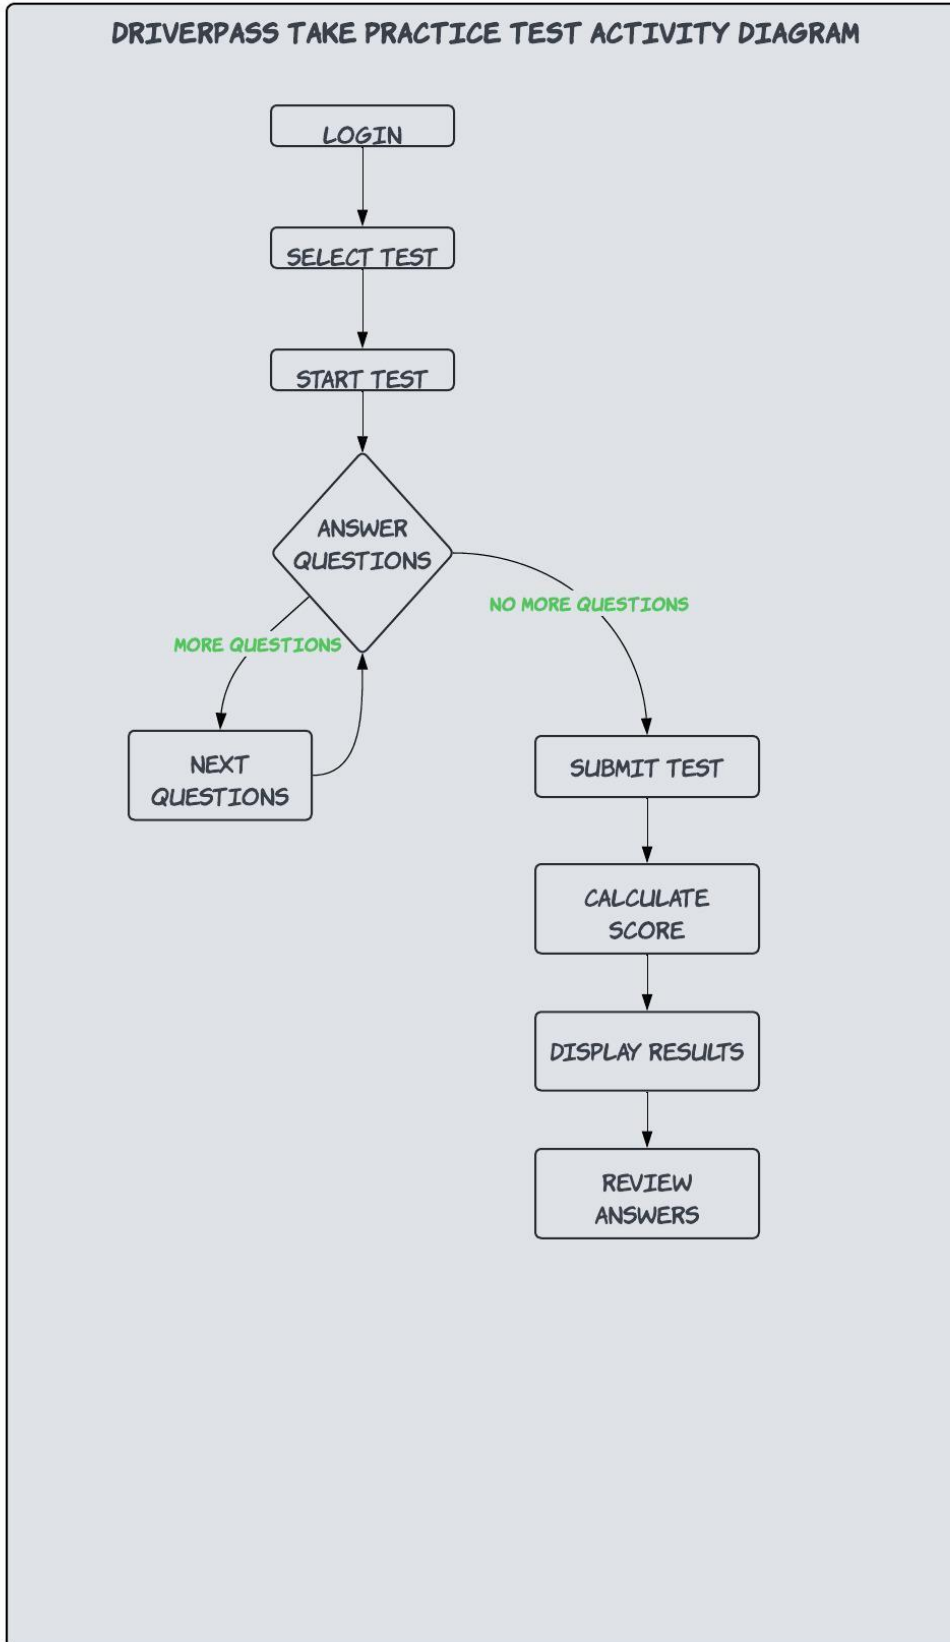 DRIVERPASS TAKE PRACTICE TEST ACTIVITY DIAGRAM
LOGIN
SELECT TEST
START TEST
ANSWER
QUESTIONS
NO MORE QUESTIONS
MORE QUESTIONS
NEXT
QUESTIONS
SUBMIT TEST
CALCULATE
SCORE
DISPLAY RESULTS
REVIEW
ANSWERS